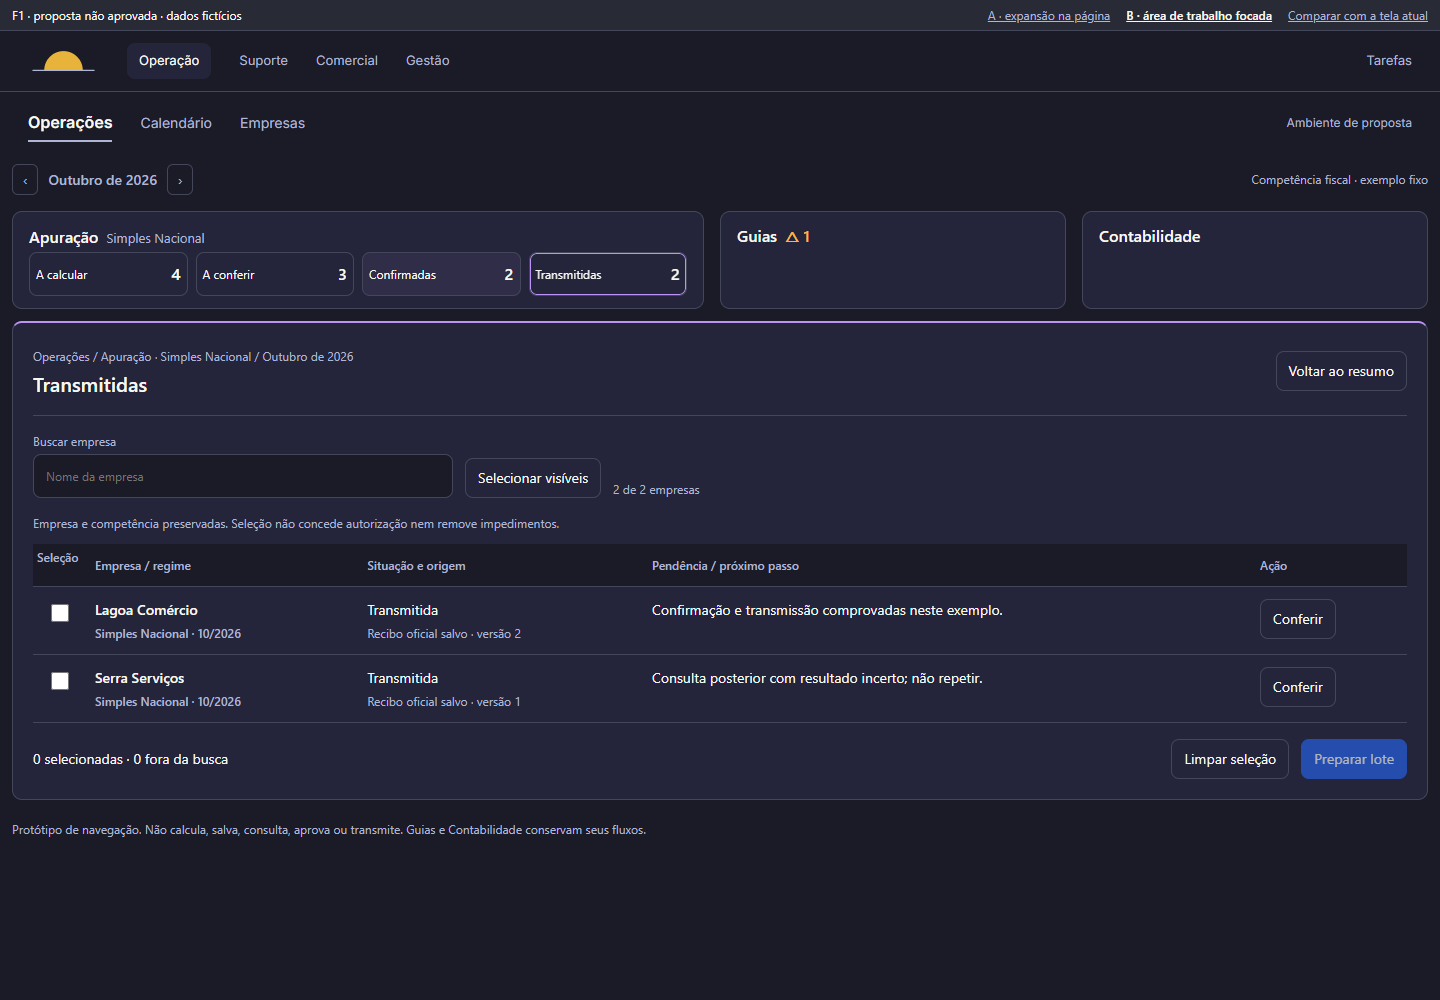 F1 · proposta não aprovada · dados fictícios
A · expansão na página B · área de trabalho focada Comparar com a tela atual
Operação Suporte Comercial Gestão Tarefas
Operações Calendário Empresas Ambiente de proposta
‹ Outubro de 2026 › Competência fiscal · exemplo fixo
Apuração Simples Nacional
A calcular 4 A conferir 3 Confirmadas 2 Transmitidas 2
Guias 1
Contabilidade
Operações / Apuração · Simples Nacional / Outubro de 2026
Transmitidas
Voltar ao resumo
Buscar empresa
Nome da empresa Selecionar visíveis 2 de 2 empresas
Empresa e competência preservadas. Seleção não concede autorização nem remove impedimentos.
Seleção Empresa / regime Situação e origem Pendência / próximo passo Ação
Lagoa Comércio Transmitida Confirmação e transmissão comprovadas neste exemplo. Conferir
Simples Nacional · 10/2026 Recibo oficial salvo · versão 2
Serra Serviços Transmitida Consulta posterior com resultado incerto; não repetir. Conferir
Simples Nacional · 10/2026 Recibo oficial salvo · versão 1
0 selecionadas · 0 fora da busca Limpar seleção Preparar lote
Protótipo de navegação. Não calcula, salva, consulta, aprova ou transmite. Guias e Contabilidade conservam seus fluxos.